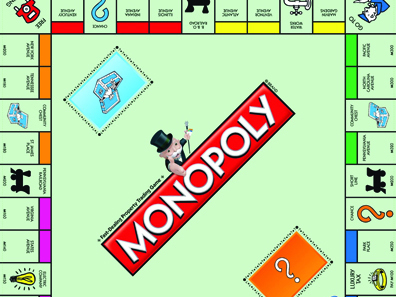 FREE
KENTUCKY
AVENUE
CHANCE
INDIANA
AVENUE
ILLINOIS
AVENUE
B & O
RAILROAD
ATLANTIC
AVENUE
VENTNOR
AVENUE
WATER
WORKS
MARVIN
GARDENS
GO TO
NEW YORK
AVENUE
TENNESSEE
AVENUE
COMMUNITY
CHEST
ST. JAMES
PLACE
PENNSYLVANIA
RAILROAD
VIRGINIA
AVENUE
STATES
AVENUE
ELECTRIC
Fast-Dealing Property Trading Game
MONOPOLY
PACIFIC
AVENUE
NORTH
CAROLINA
AVENUE
COMMUNITY
CHEST
PENNSYLVANIA
AVENUE
SHORT
LINE
CHANCE
?
PARK
PLACE
LUXURY
TAX
?